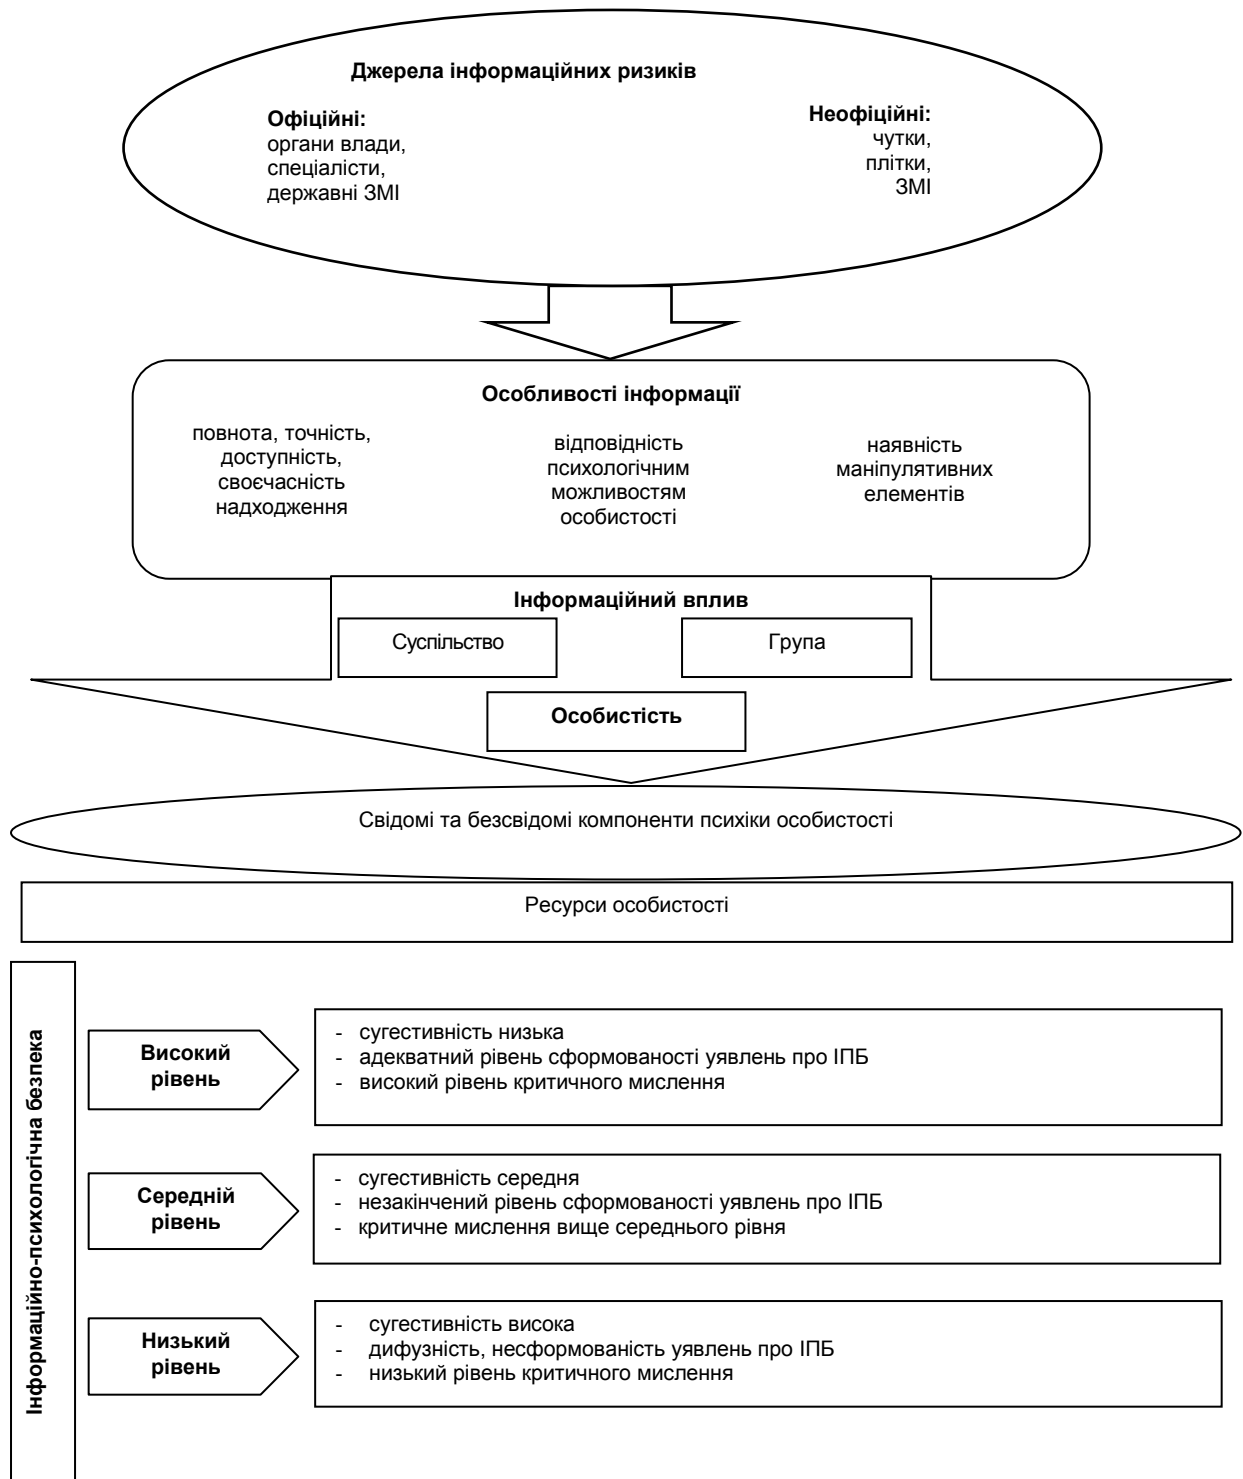 Джерела інформаційних ризиків
Офіційні:
органи влади,
спеціалісти,
державні ЗМІ
Неофіційні:
чутки,
плітки,
ЗМІ
Особливості інформації
повнота, точність,
доступність,
своєчасність
надходження
відповідність
психологічним
можливостям
особистості
наявність
маніпулятивних
елементів
Інформаційний вплив
Суспільство
Група
Особистість
Свідомі та безсвідомі компоненти психіки особистості
Ресурси особистості
Інформаційно-психологічна безпека
Високий
рівень
- сугестивність низька
- адекватний рівень сформованості уявлень про ІПБ
- високий рівень критичного мислення
Середній
рівень
- сугестивність середня
- незакінчений рівень сформованості уявлень про ІПБ
- критичне мислення вище середнього рівня
Низький
рівень
- сугестивність висока
- дифузність, несформованість уявлень про ІПБ
- низький рівень критичного мислення